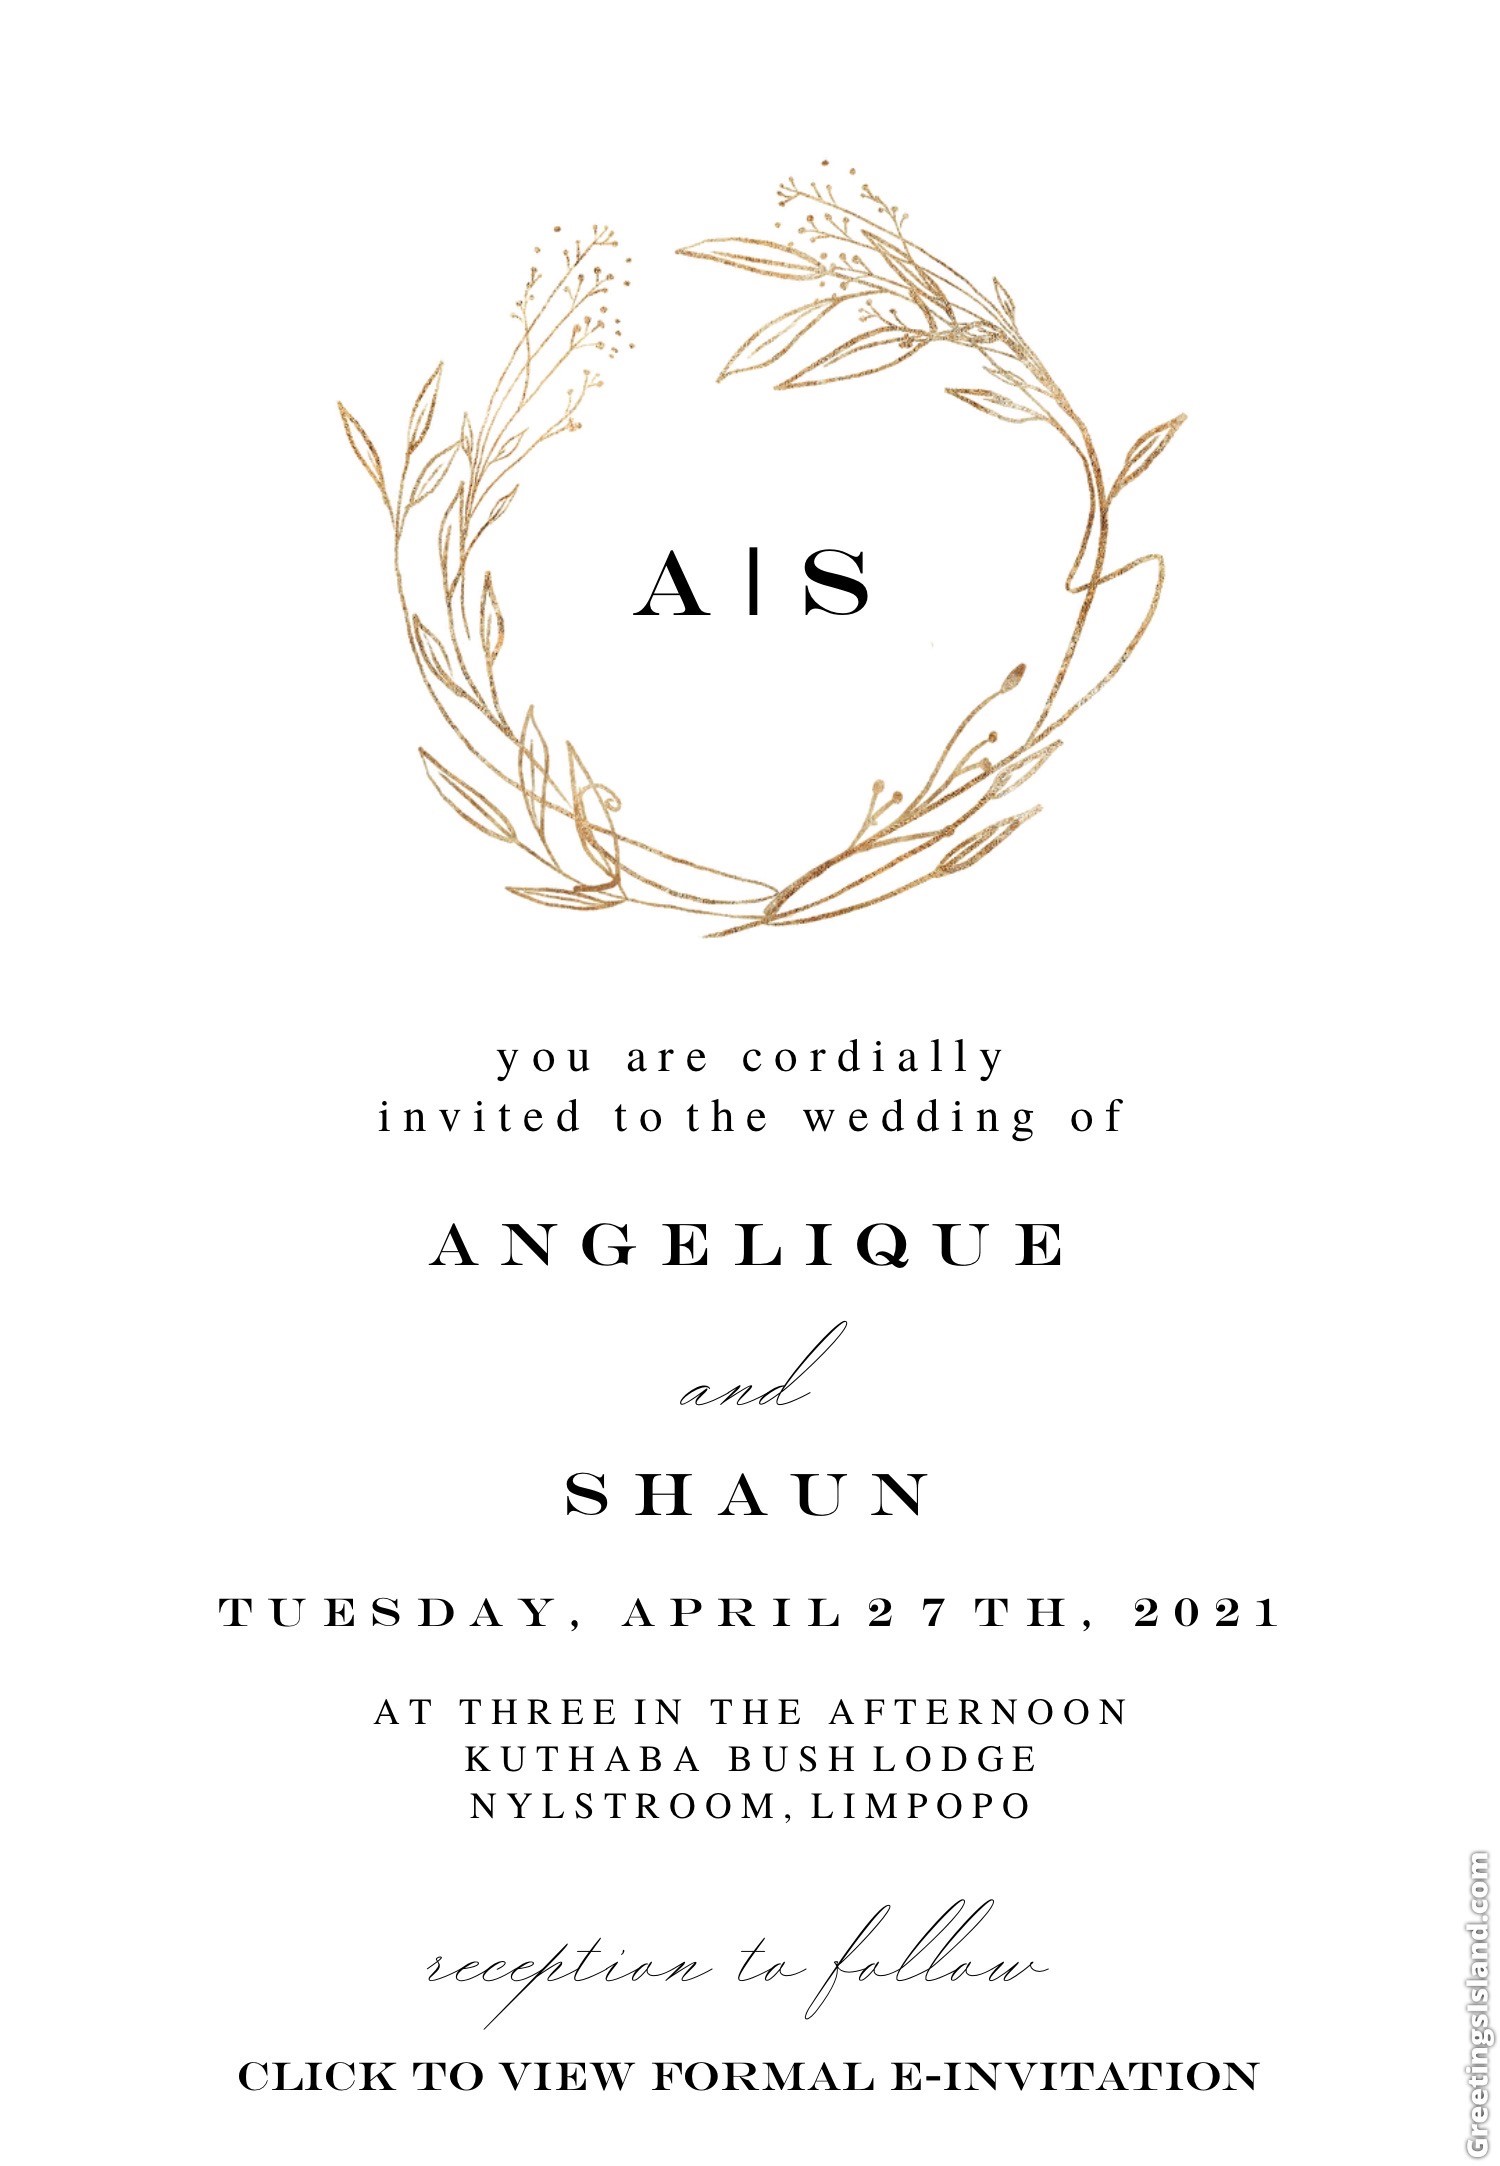 A | S
you are cordially
invited to the wedding of
ANGELIQUE
and
SHAUN
TUESDAY, APRIL 27TH, 2021
AT THREE IN THE AFTERNOON
KUTHABA BUSH LODGE
NYLSTROOM, LIMPOPO
reception to follow
CLICK TO VIEW FORMAL E-INVITATION
GreetingsIsland.com